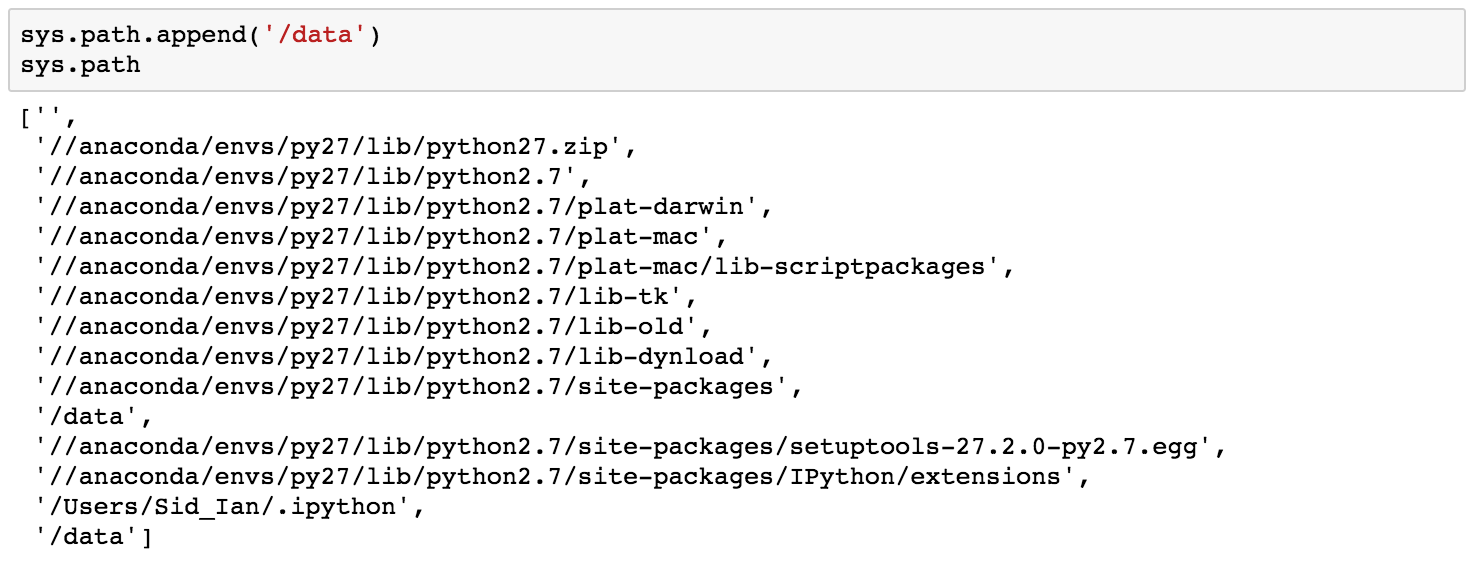 sys.path.append('/data')
sys.path
['',
'//anaconda/envs/py27/lib/python27.zip',
'//anaconda/envs/py27/lib/python2.7',
'//anaconda/envs/py27/lib/python2.7/plat-darwin',
'//anaconda/envs/py27/lib/python2.7/plat-mac',
'//anaconda/envs/py27/lib/python2.7/plat-mac/lib-scriptpackages',
'//anaconda/envs/py27/lib/python2.7/lib-tk',
'//anaconda/envs/py27/lib/python2.7/lib-old',
'//anaconda/envs/py27/lib/python2.7/lib-dynload',
'//anaconda/envs/py27/lib/python2.7/site-packages',
'/data',
'//anaconda/envs/py27/lib/python2.7/site-packages/setuptools-27.2.0-py2.7.egg',
'//anaconda/envs/py27/lib/python2.7/site-packages/IPython/extensions',
'/Users/Sid_Ian/.ipython',
'/data']